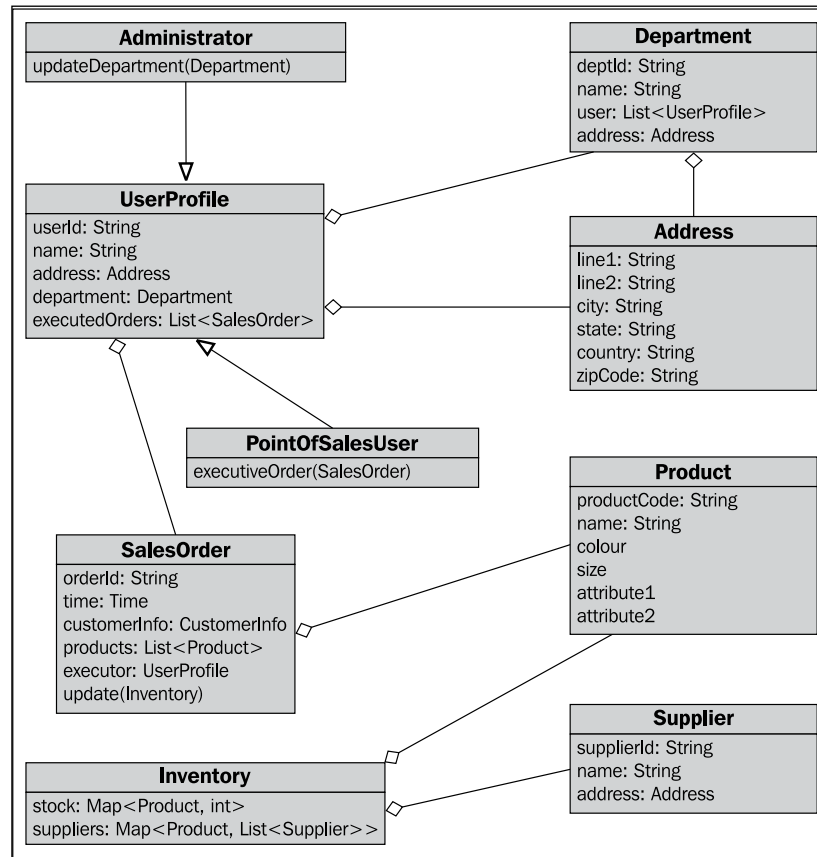 Administrator
updateDepartment(Department)
Department
deptId: String
name: String
user: List<UserProfile>
address: Address
UserProfile
userId: String
name: String
address: Address
department: Department
executedOrders: List<SalesOrder>
Address
line1: String
line2: String
city: String
state: String
country: String
zipCode: String
PointOfSalesUser
executiveOrder(SalesOrder)
Product
productCode: String
name: String
colour
size
attribute1
attribute2
SalesOrder
orderId: String
time: Time
customerInfo: CustomerInfo
products: List<Product>
executor: UserProfile
update(Inventory)
Supplier
supplierId: String
name: String
address: Address
Inventory
stock: Map<Product, int>
suppliers: Map<Product, List<Supplier>>